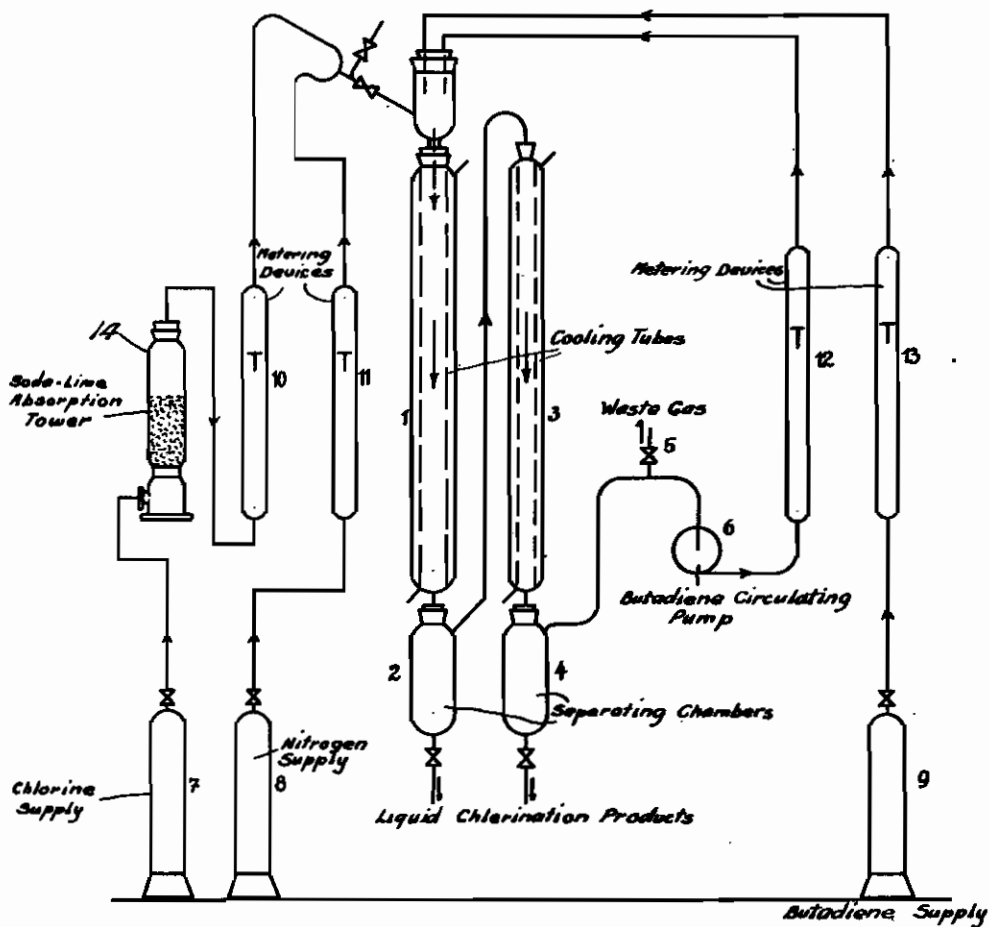 Metering
Devices
14
Soda-Lime
Absorption
Tower
T
10
T
11
1
Cooling Tubes
3
Metering Devices
T
12
T
13
Waste Gas
5
6
Butadiene Circulating
Pump
2
4
Separating Chambers
Nitrogen
Supply
Chlorine
Supply
7
8
9
Liquid Chlorination Products
Butadiene Supply